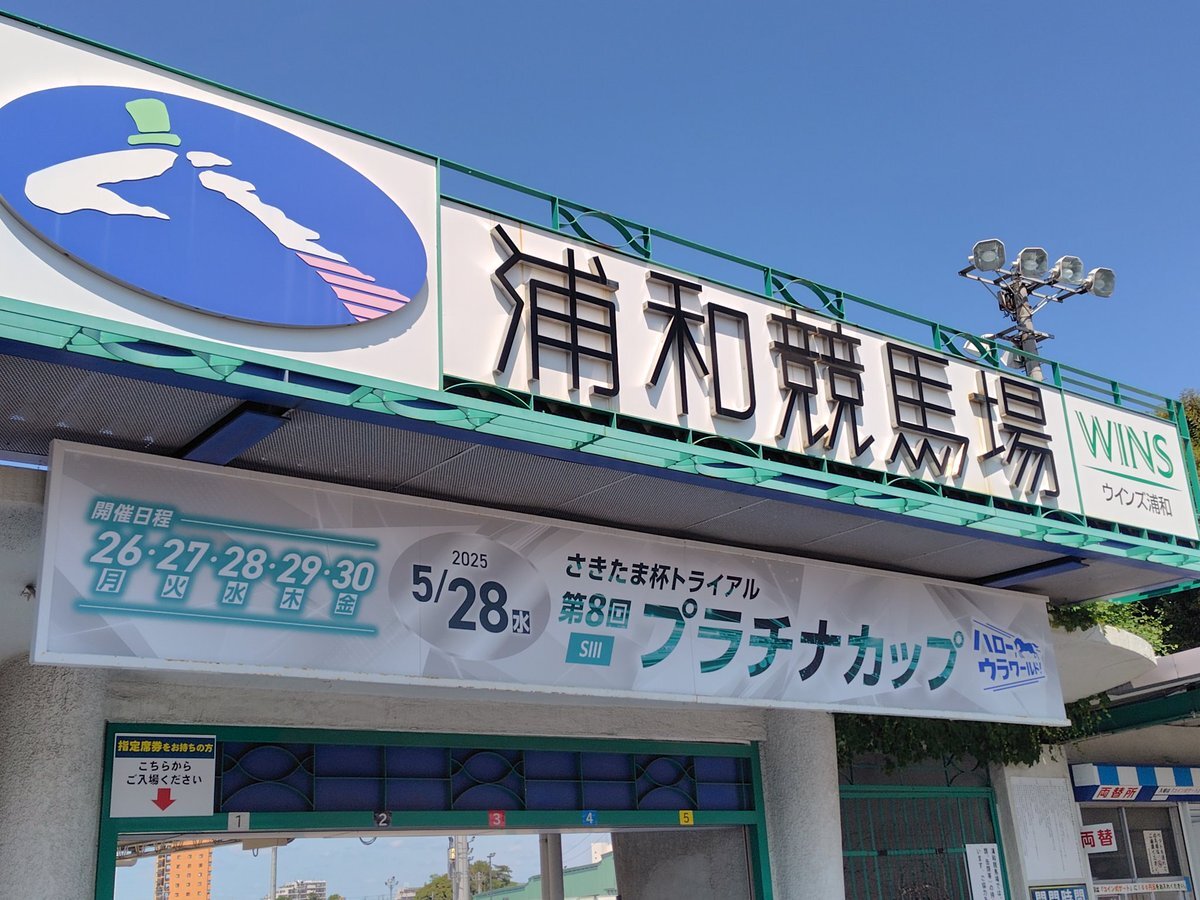 浦和競馬場
WINS
ウインズ浦和
開催日程
26・27・28・29・30
月 火 水 木 金
2025
5/28水
さきたま杯トライアル
第8回
SIII
プラチナカップ
ハロー!
ウラワールド!
指定席券をお持ちの方
こちらから
ご入場ください
1 2 3 4 5
両替所
両替
開門時間